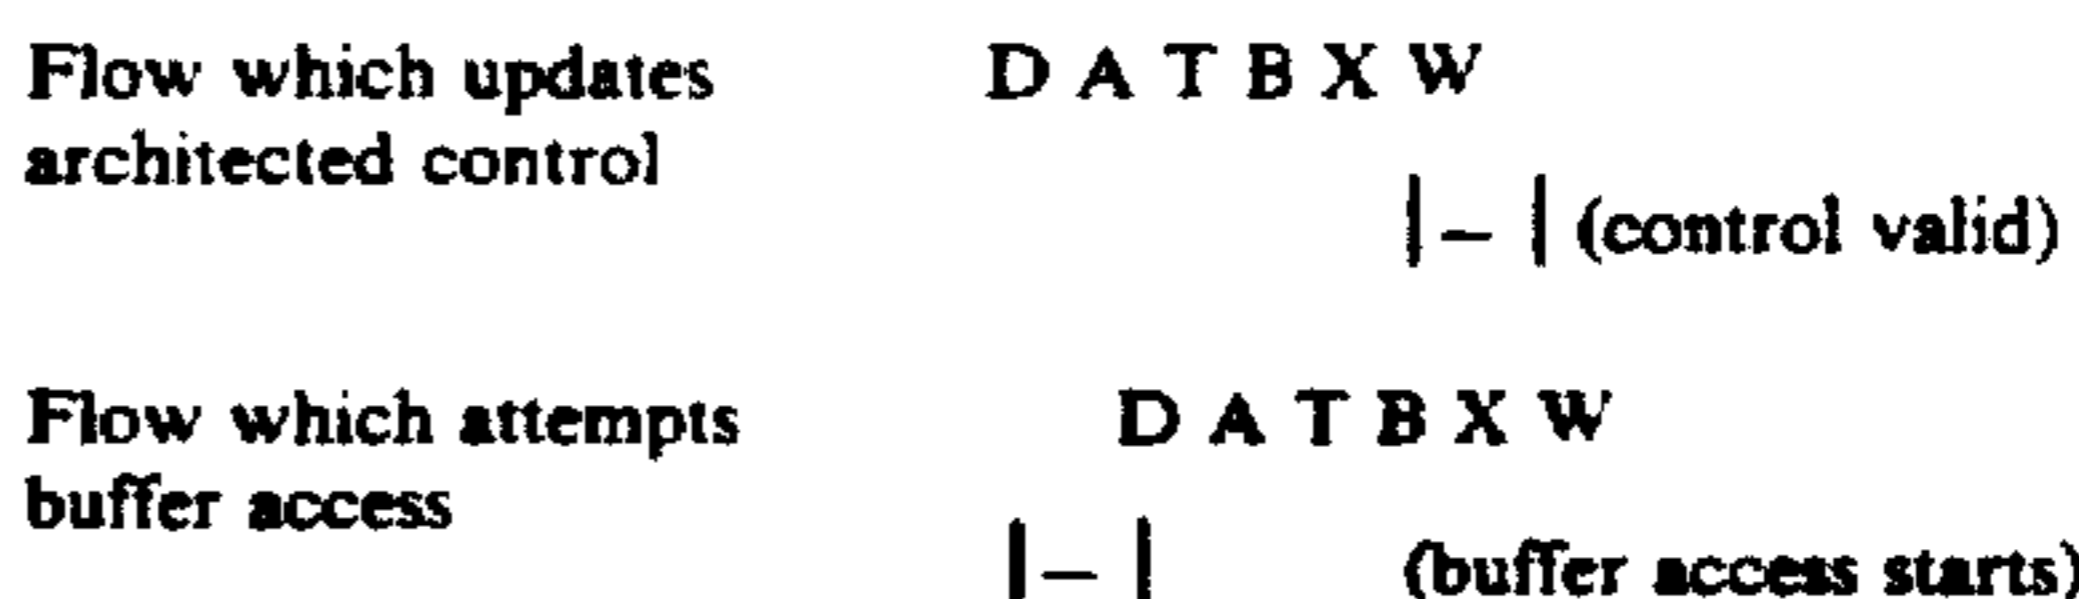 Flow which updates D A T B X W
architected control
|– | (control valid)
Flow which attempts D A T B X W
buffer access
|– | (buffer access starts)